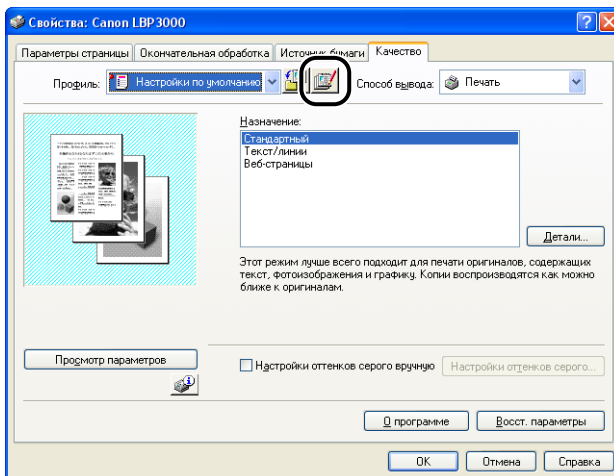 Свойства: Canon LBP3000
Параметры страницы Окончательная обработка Источник бумаги Качество
Профиль: Настройки по умолчанию Способ вывода: Печать
Назначение:
Стандартный
Текст/линии
Веб-страницы
Детали...
Этот режим лучше всего подходит для печати оригиналов, содержащих
текст, фотоизображения и графику. Копии воспроизводятся как можно
ближе к оригиналам.
Просмотр параметров
Настройки оттенков серого вручную Настройки оттенков серого...
О программе Восст. параметры
OK Отмена Справка